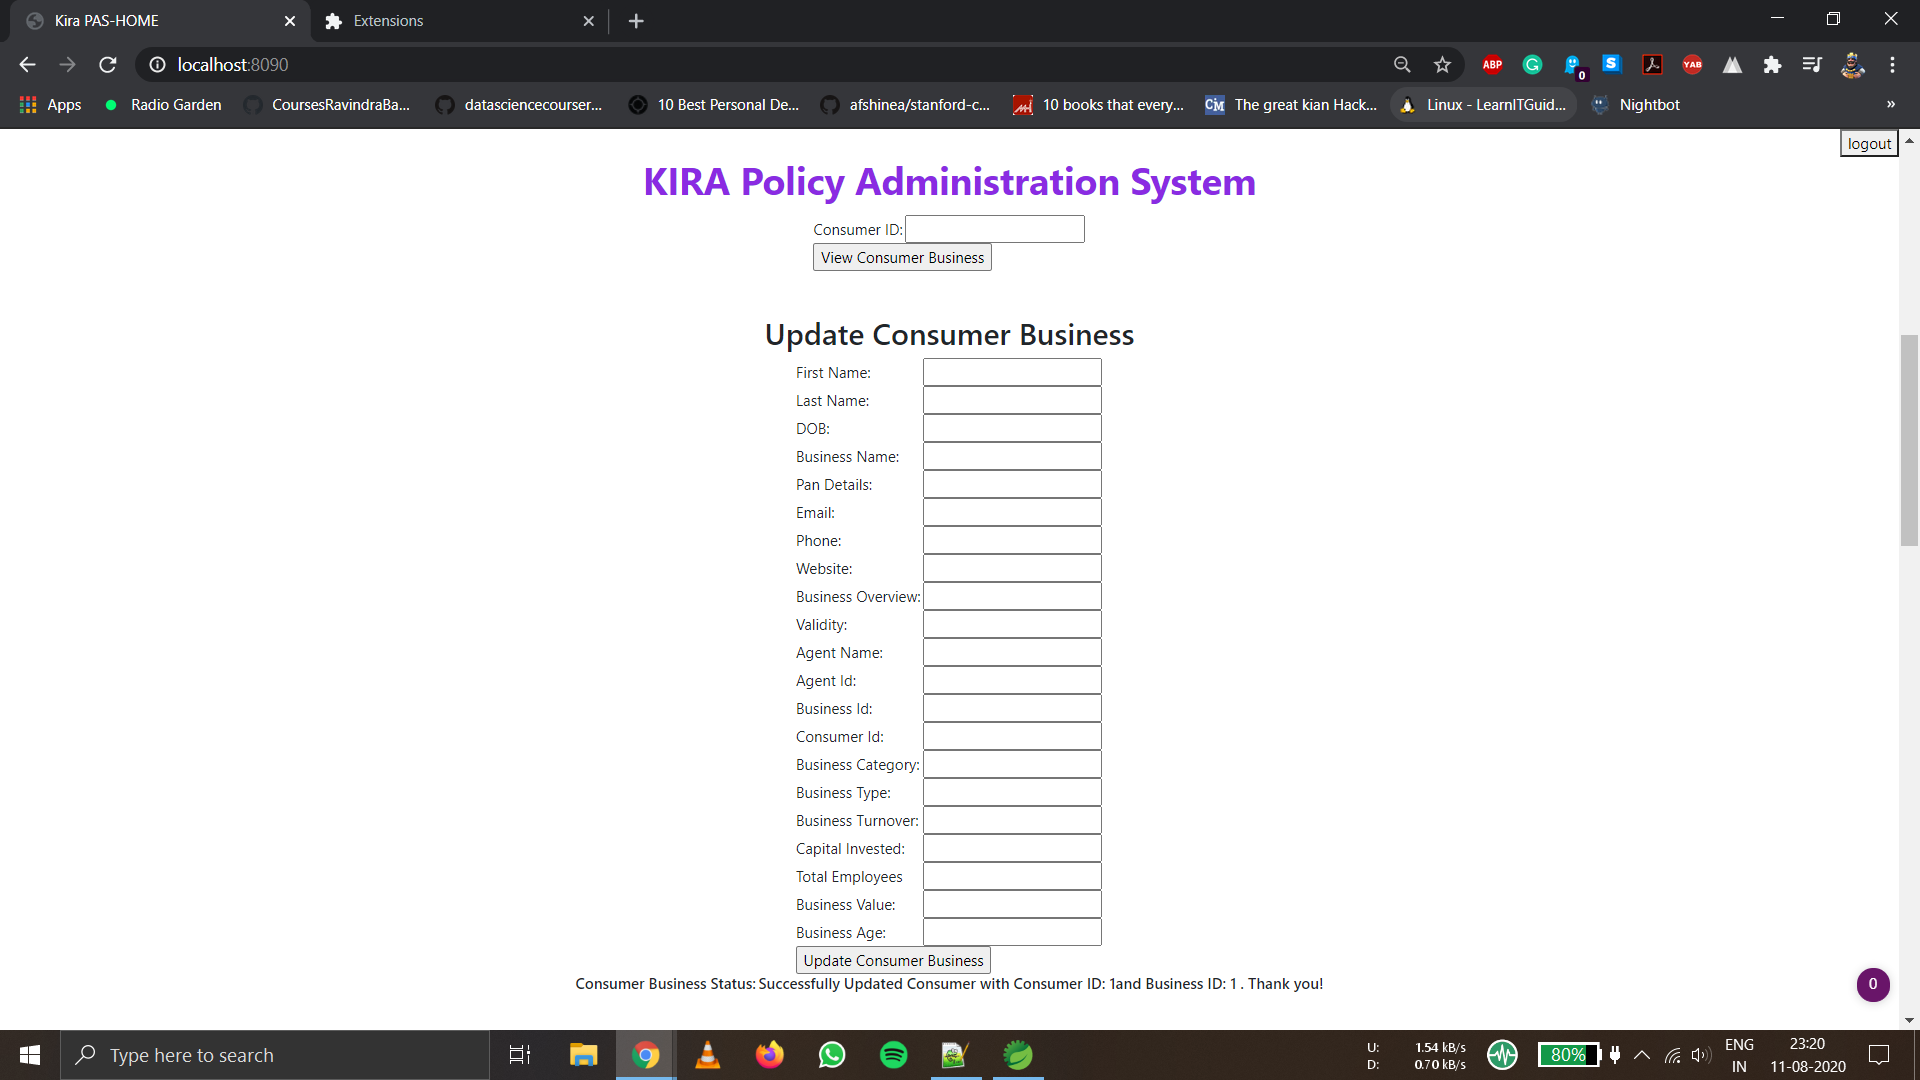 Kira PAS-HOME
Extensions
localhost:8090
ABP
G
0
S
YAB
Apps
Radio Garden
CoursesRavindraBa...
datasciencecourser...
10 Best Personal De...
afshinea/stanford-c...
10 books that every...
CM
The great kian Hack...
Linux - LearnITGuid...
Nightbot
»
logout
KIRA Policy Administration System
Consumer ID:
View Consumer Business
Update Consumer Business
First Name:
Last Name:
DOB:
Business Name:
Pan Details:
Email:
Phone:
Website:
Business Overview:
Validity:
Agent Name:
Agent Id:
Business Id:
Consumer Id:
Business Category:
Business Type:
Business Turnover:
Capital Invested:
Total Employees
Business Value:
Business Age:
Update Consumer Business
Consumer Business Status: Successfully Updated Consumer with Consumer ID: 1and Business ID: 1 . Thank you!
0
Type here to search
U: 1.54 kB/s
D: 0.70 kB/s
80%
ENG
IN
23:20
11-08-2020